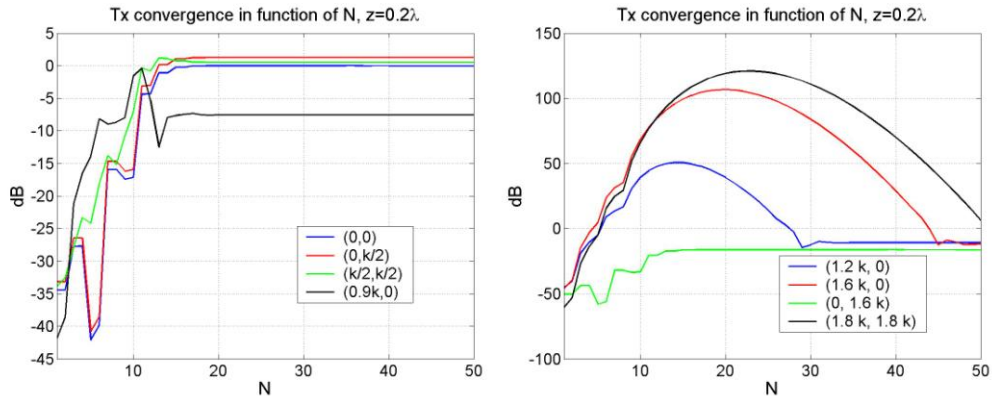 Tx convergence in function of N, z=0.2λ
dB
5
0
-5
-10
-15
-20
-25
-30
-35
-40
-45
10
20
30
40
50
N
(0,0)
(0,k/2)
(k/2,k/2)
(0.9k,0)
Tx convergence in function of N, z=0.2λ
dB
150
100
50
0
-50
-100
10
20
30
40
50
N
(1.2 k, 0)
(1.6 k, 0)
(0, 1.6 k)
(1.8 k, 1.8 k)